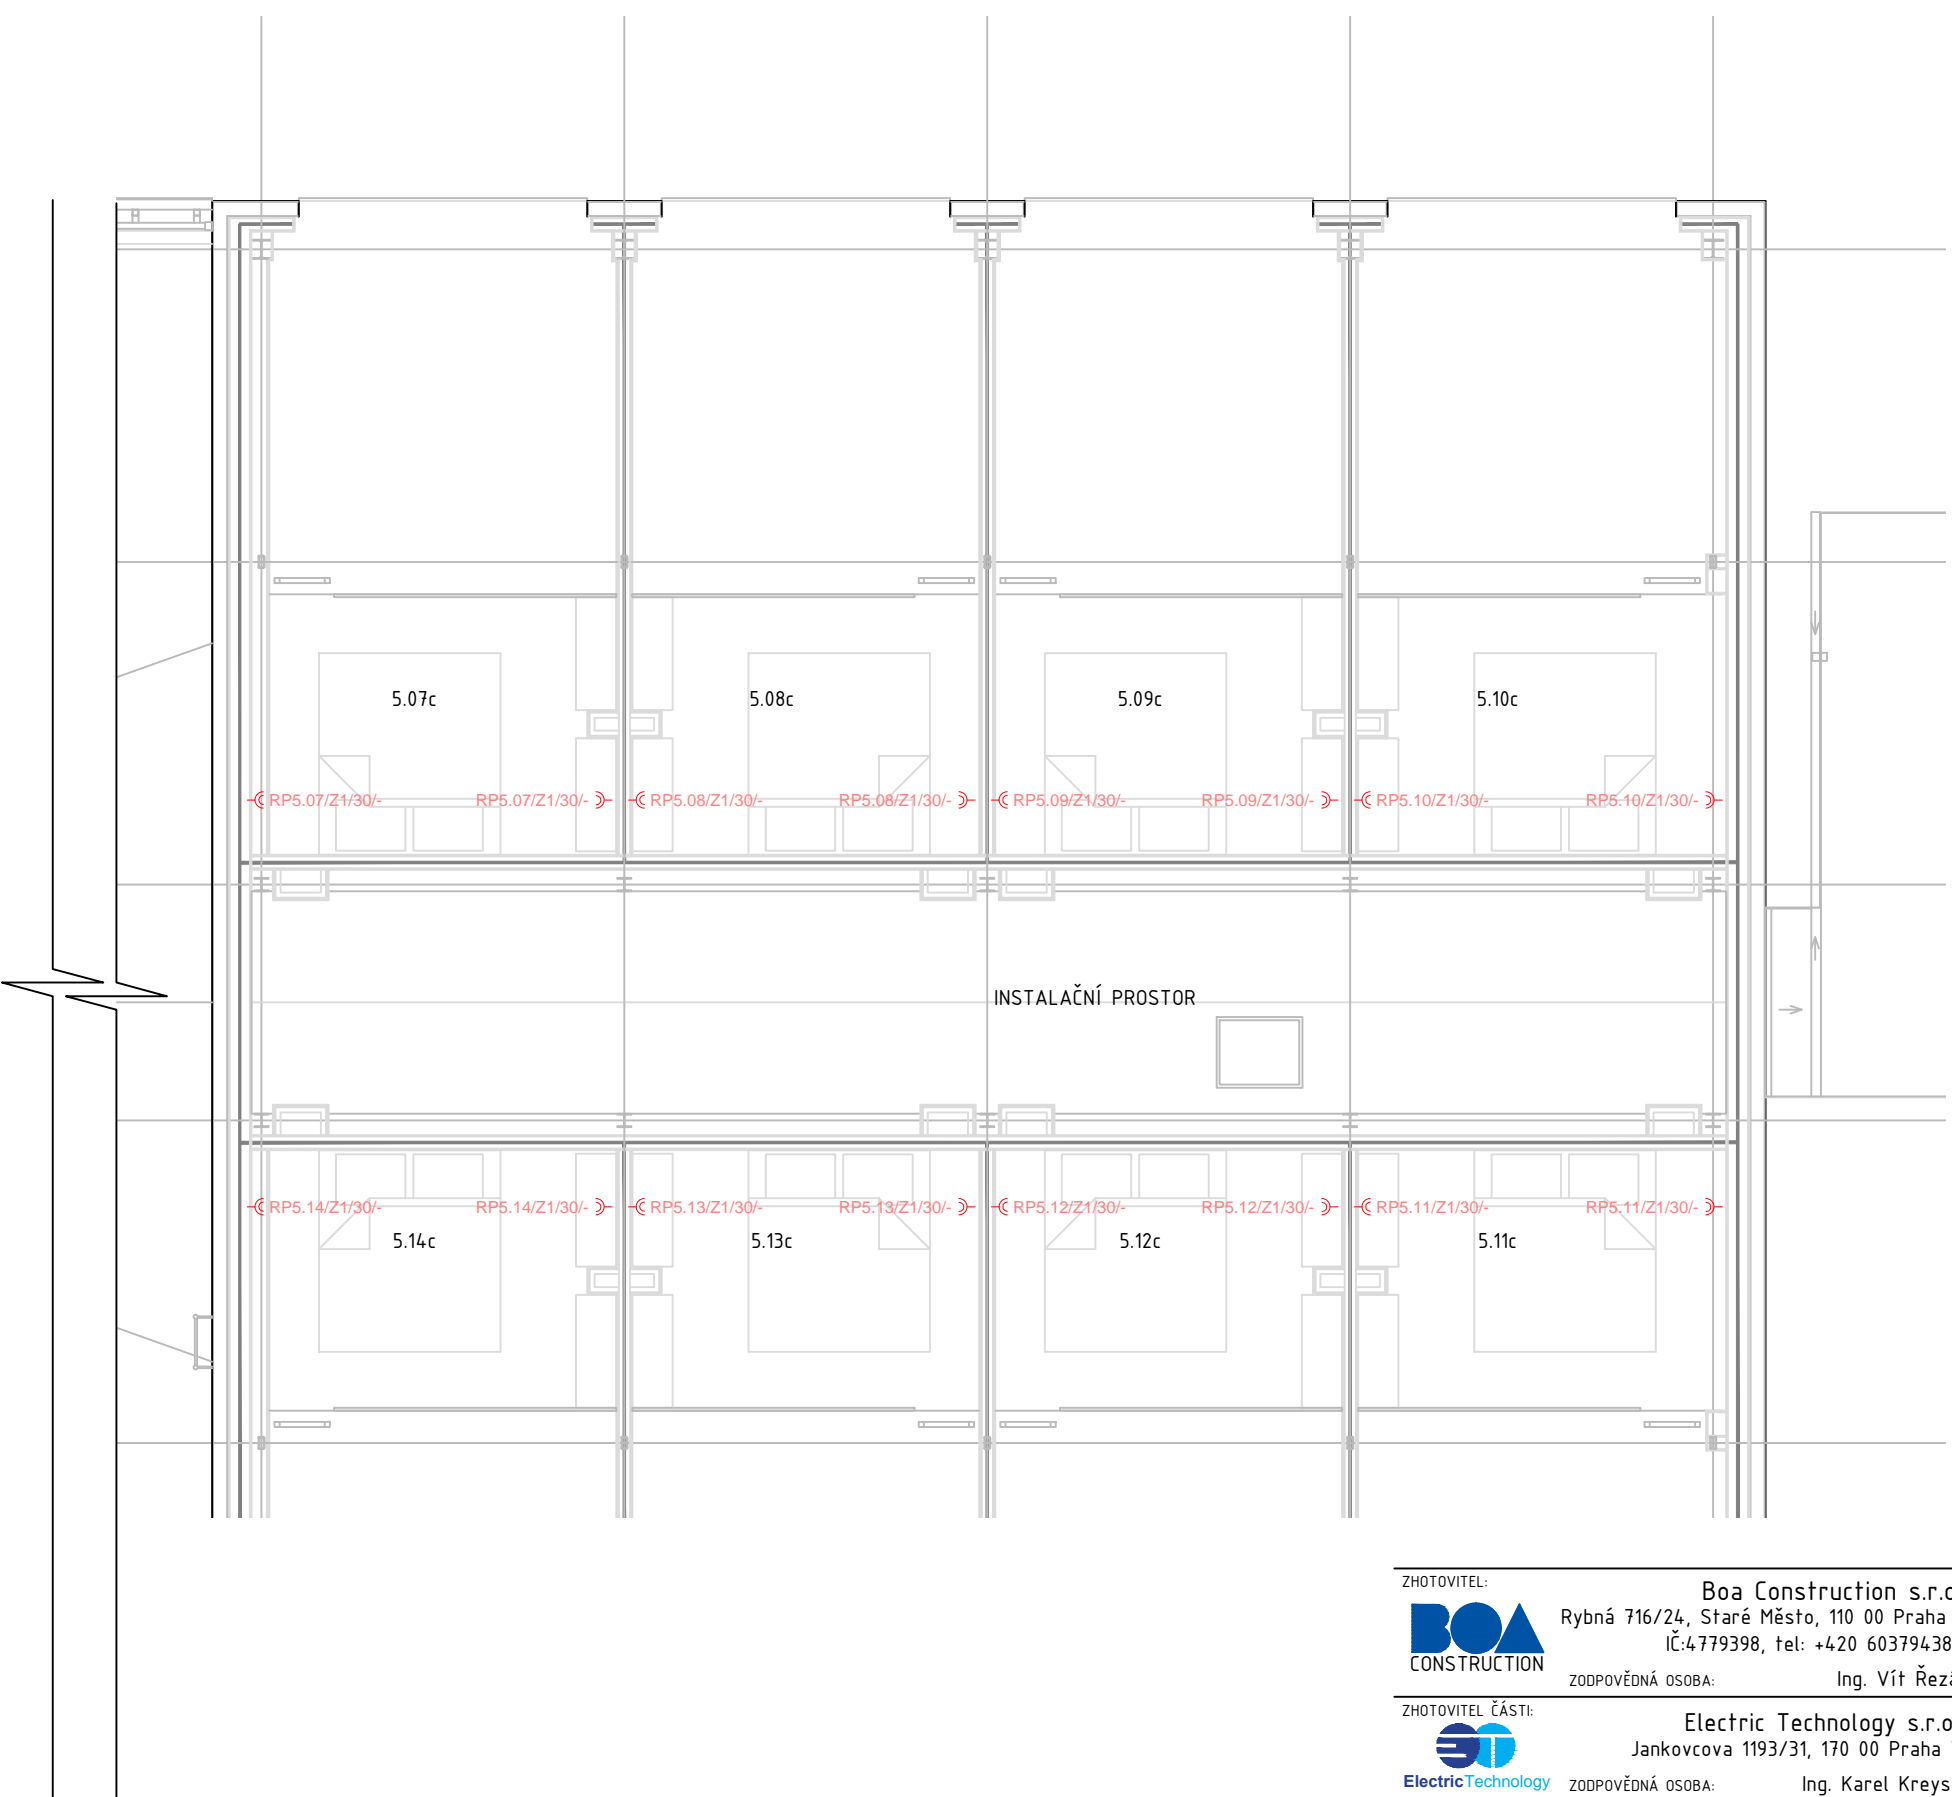 5.07c 5.08c 5.09c 5.10c
RP5.07/Z1/30/- RP5.07/Z1/30/- RP5.08/Z1/30/- RP5.08/Z1/30/- RP5.09/Z1/30/- RP5.09/Z1/30/- RP5.10/Z1/30/- RP5.10/Z1/30/-
INSTALAČNÍ PROSTOR
RP5.14/Z1/30/- RP5.14/Z1/30/- RP5.13/Z1/30/- RP5.13/Z1/30/- RP5.12/Z1/30/- RP5.12/Z1/30/- RP5.11/Z1/30/- RP5.11/Z1/30/-
5.14c 5.13c 5.12c 5.11c
ZHOTOVITEL:
BOA
CONSTRUCTION
Boa Construction s.r.o
Rybná 716/24, Staré Město, 110 00 Praha
IČ:4779398, tel: +420 60379438
ZODPOVĚDNÁ OSOBA: Ing. Vít
ZHOTOVITEL ČÁSTI:
ET
ElectricTechnology
Electric Technology s.r.o
Jankovcova 1193/31, 170 00 Praha
ZODPOVĚDNÁ OSOBA: Ing. Karel Kreys